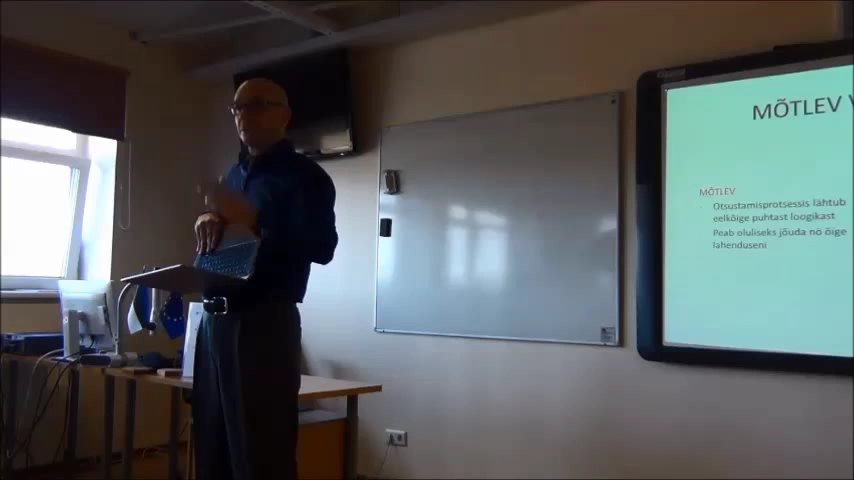 MÕTLEV
MÕTLEV
Otsustamisprotsessis lähtub
eelkõige puhtast loogikast
Peab oluliseks jõuda nö õige
lahenduseni